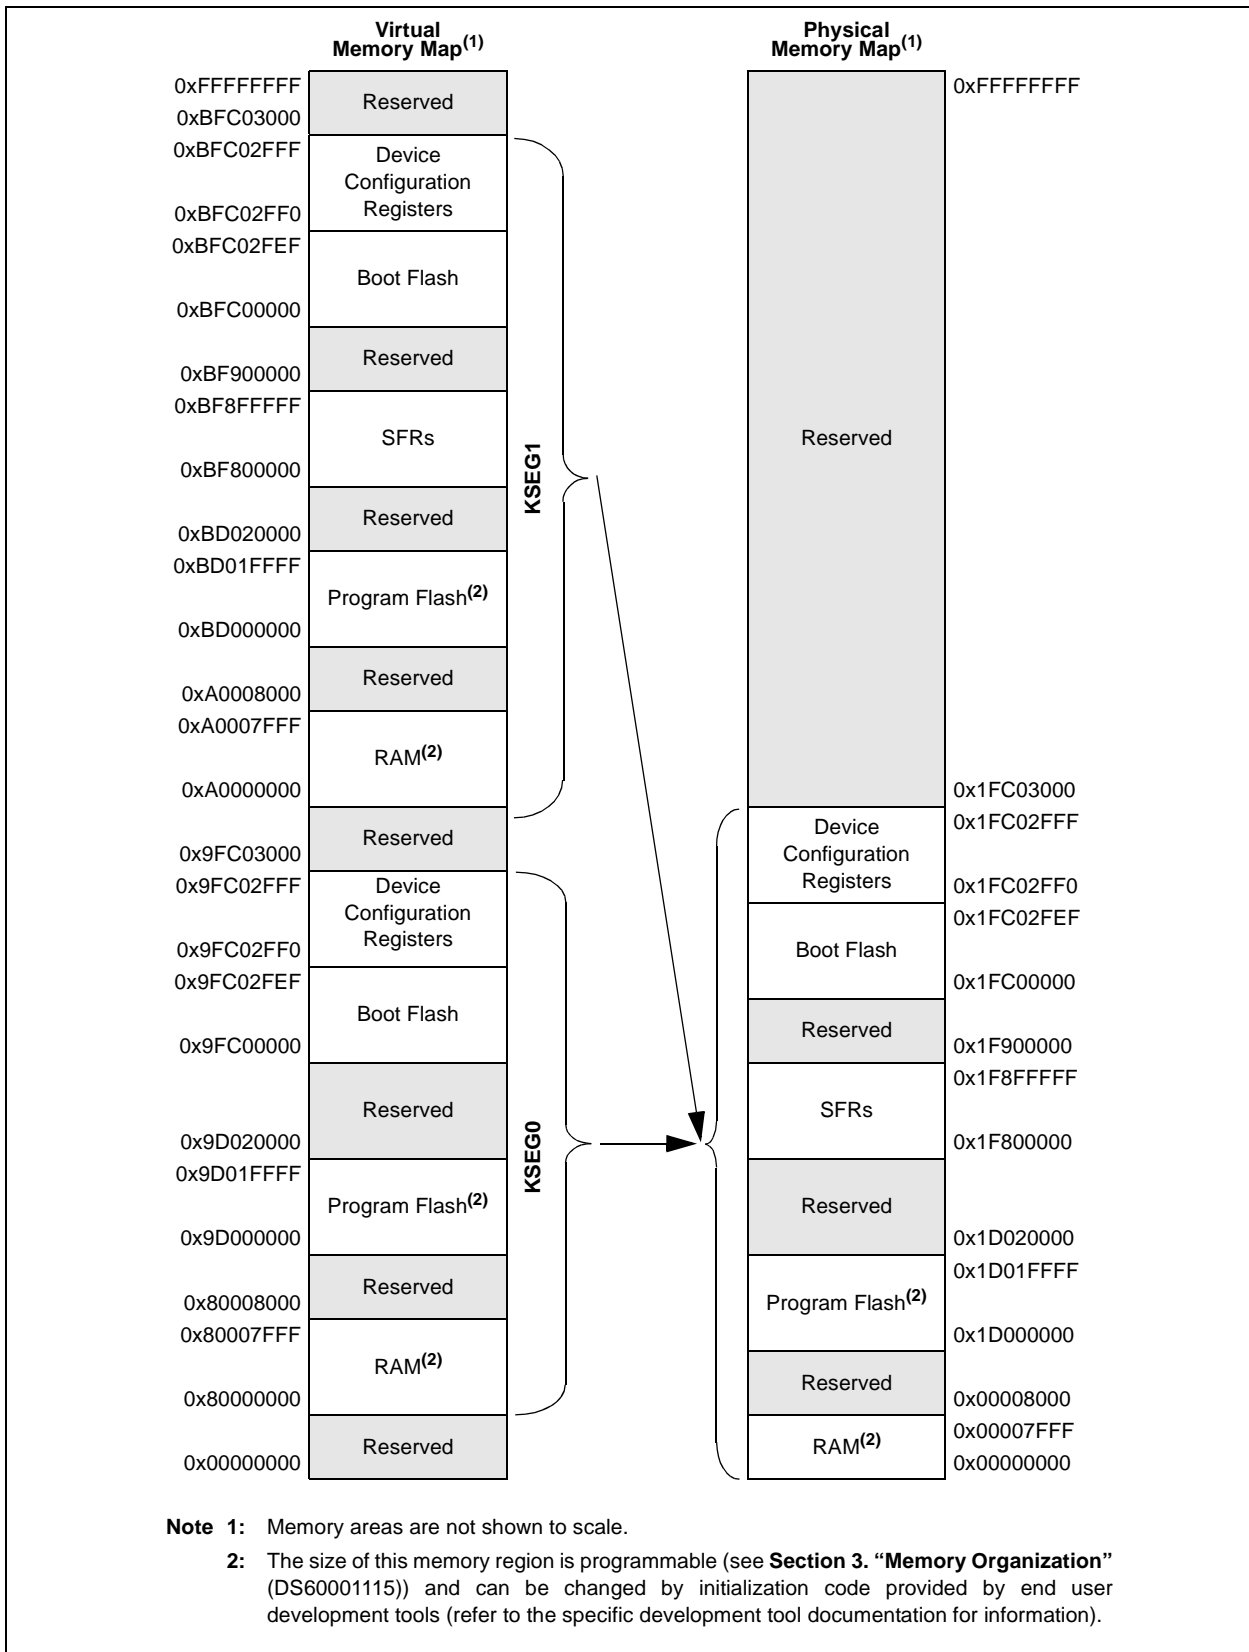 Virtual
Memory Map(1)
Physical
Memory Map(1)
0xFFFFFFFF
Reserved
0xBFC03000
0xBFC02FFF
Device
Configuration
Registers
0xBFC02FF0
0xBFC02FEF
Boot Flash
0xBFC00000
Reserved
0xBF900000
0xBF8FFFFF
SFRs
0xBF800000
Reserved
0xBD020000
0xBD01FFFF
Program Flash(2)
0xBD000000
Reserved
0xA0008000
0xA0007FFF
RAM(2)
0xA0000000
Reserved
0x9FC03000
0x9FC02FFF
Device
Configuration
Registers
0x9FC02FF0
0x9FC02FEF
Boot Flash
0x9FC00000
Reserved
0x9D020000
0x9D01FFFF
Program Flash(2)
0x9D000000
Reserved
0x80008000
0x80007FFF
RAM(2)
0x80000000
Reserved
0x00000000
KSEG1
KSEG0
0xFFFFFFFF
Reserved
0x1FC03000
0x1FC02FFF
Device
Configuration
Registers
0x1FC02FF0
0x1FC02FEF
Boot Flash
0x1FC00000
Reserved
0x1F900000
0x1F8FFFFF
SFRs
0x1F800000
Reserved
0x1D020000
0x1D01FFFF
Program Flash(2)
0x1D000000
Reserved
0x00008000
0x00007FFF
RAM(2)
0x00000000
Note 1: Memory areas are not shown to scale.
2: The size of this memory region is programmable (see Section 3. “Memory Organization”
(DS60001115)) and can be changed by initialization code provided by end user
development tools (refer to the specific development tool documentation for information).